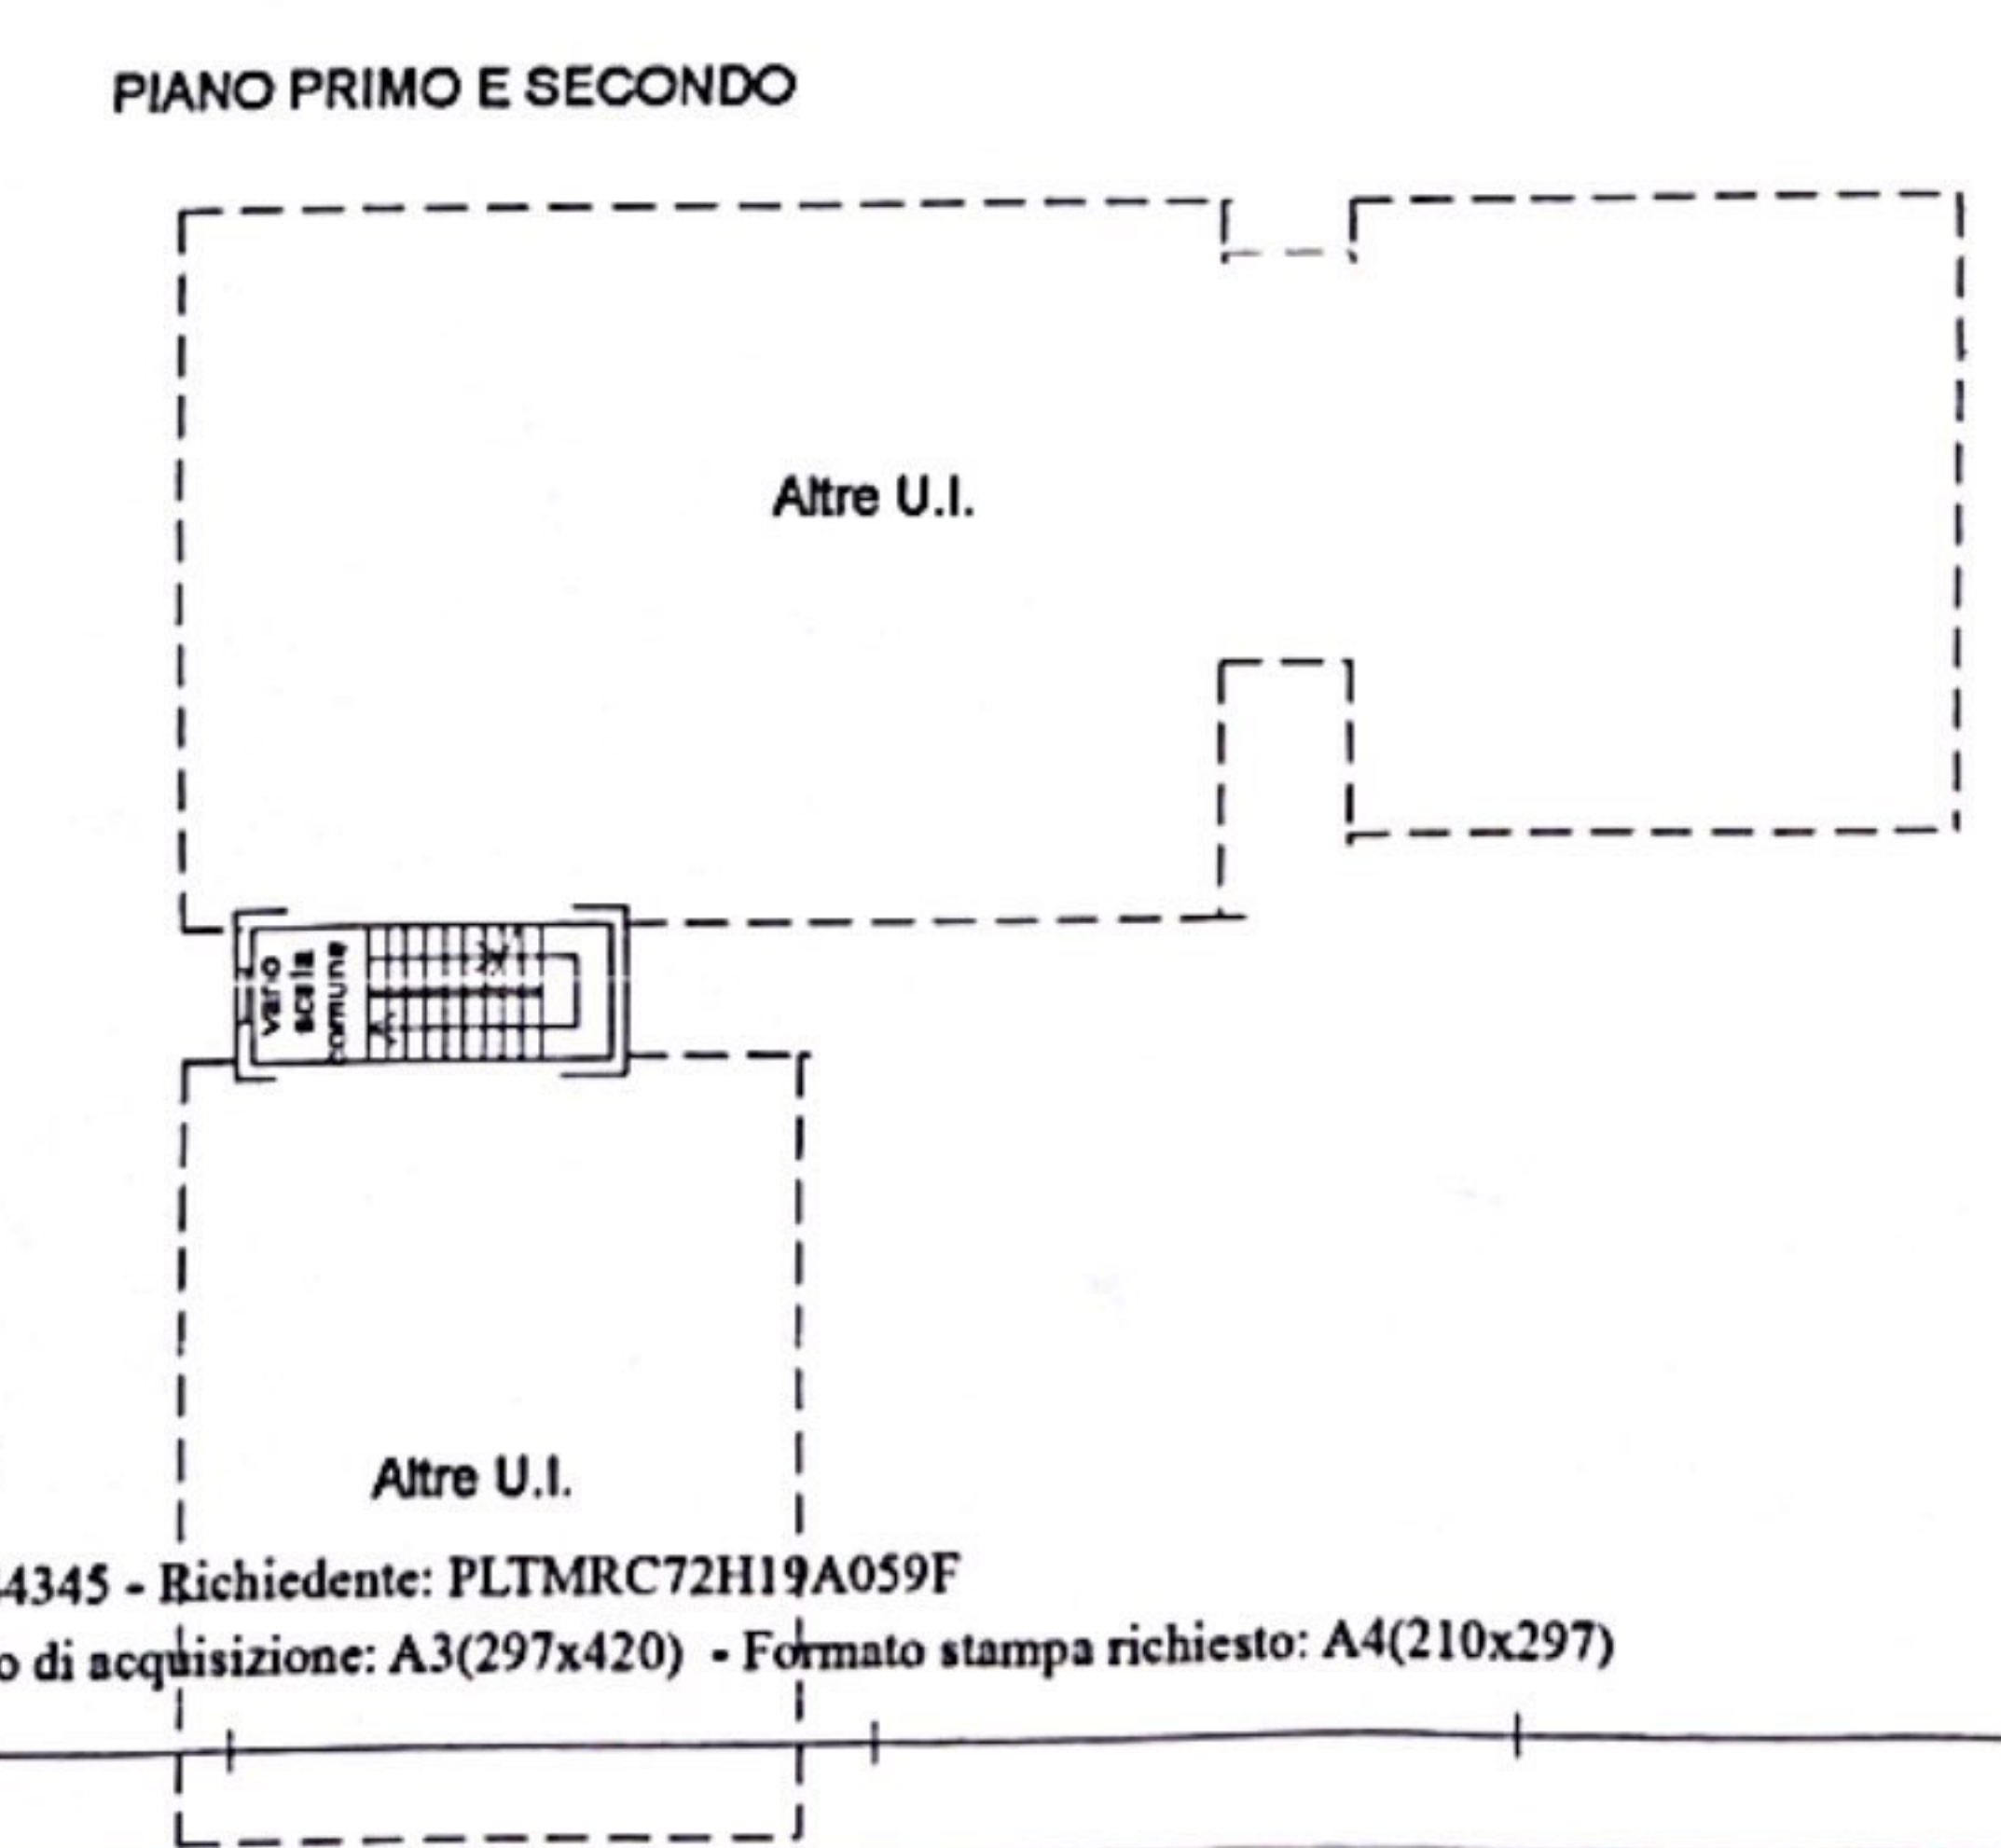 PIANO PRIMO E SECONDO
Altre U.I.
vano
scala
comune
Altre U.I.
4345 - Richiedente: PLTMRC72H19A059F
o di acquisizione: A3(297x420) - Formato stampa richiesto: A4(210x297)